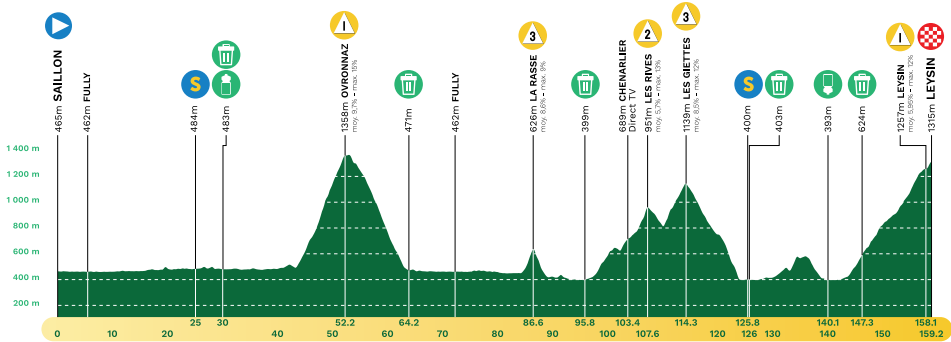 465m SAILLON
462m FULLY
S
484m
483m
1
1358m OVRONNAZ
moy. 9.7% - max. 15%
471m
462m FULLY
3
626m LA RASSE
moy. 8.6% - max. 9%
399m
689m CHENARLIER
Direct TV
2
951m LES RIVES
moy. 5.7% - max. 13%
3
1139m LES GIETTES
moy. 8.5% - max. 12%
S
400m
403m
393m
624m
1
1257m LEYSIN
moy. 5.95% - max. 12%
1315m LEYSIN
1 400 m
1 200 m
1 000 m
800 m
600 m
400 m
200 m
25 30 52.2 64.2 86.6 95.8 103.4 114.3 125.8 140.1 147.3 158.1
0 10 20 40 50 60 70 80 90 100 107.6 120 126 130 150 159.2